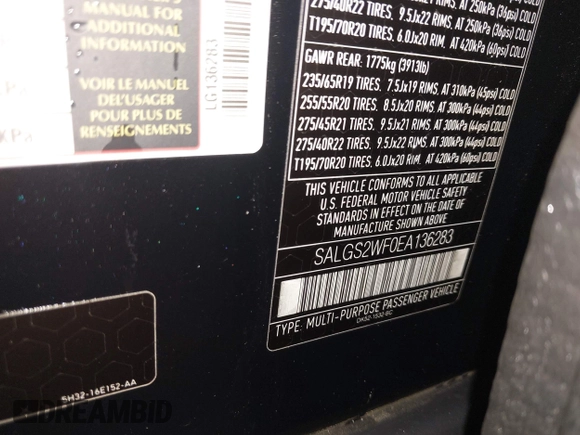 MANUAL FOR
ADDITIONAL
INFORMATION
VOIR LE MANUEL
DeL'USAGER
POUR PLUS DE
RENSEIGNEMENTS
LG136283
275/40R22 TIRES, 9.5Jx22 RIMS, AT 250kPa (36psi) COLD
T195/70R20 TIRES, 6.0Jx20 RIM, AT 420kPa (60psi) COLD
GAWR REAR: 1775kg (3913lb)
235/65R19 TIRES, 7.5Jx19 RIMS, AT 310kPa (45psi) COLD
255/55R20 TIRES, 8.5Jx20 RIMS, AT 300kPa (44psi) COLD
275/45R21 TIRES, 9.5Jx21 RIMS, AT 300kPa (44psi) COLD
275/40R22 TIRES, 9.5Jx22 RIMS, AT 300kPa (44psi) COLD
T195/70R20 TIRES, 6.0Jx20 RIM, AT 420kPa (60psi) COLD
THIS VEHICLE CONFORMS TO ALL APPLICABLE
U.S. FEDERAL MOTOR VEHICLE SAFETY
STANDARDS IN EFFECT ON THE DATE OF
MANUFACTURE SHOWN ABOVE.
SALGS2WF0EA136283
TYPE: MULTI-PURPOSE PASSENGER VEHICLE
DK52-1532-BC
5H32-16E152-AA
DREAMBID